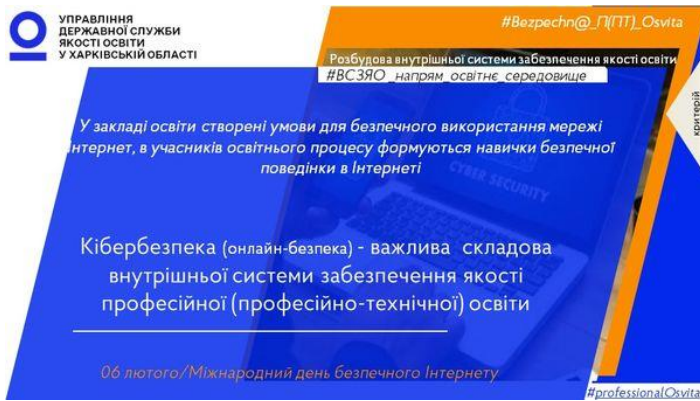 УПРАВЛІННЯ
ДЕРЖАВНОЇ СЛУЖБИ
ЯКОСТІ ОСВІТИ
У ХАРКІВСЬКІЙ ОБЛАСТІ
#Bezpechn@_П(ПТ)_Osvita
Розбудова внутрішньої системи забезпечення якості освіти
#ВСЗЯО_напрям_освітнє_середовище
критерій
У закладі освіти створені умови для безпечного використання мережі
Інтернет, в учасників освітнього процесу формуються навички безпечної
поведінки в Інтернеті
CYBER SECURITY
Кібербезпека (онлайн-безпека) - важлива складова
внутрішньої системи забезпечення якості
професійної (професійно-технічної) освіти
06 лютого/Міжнародний день безпечного Інтернету
#professionalOsvita